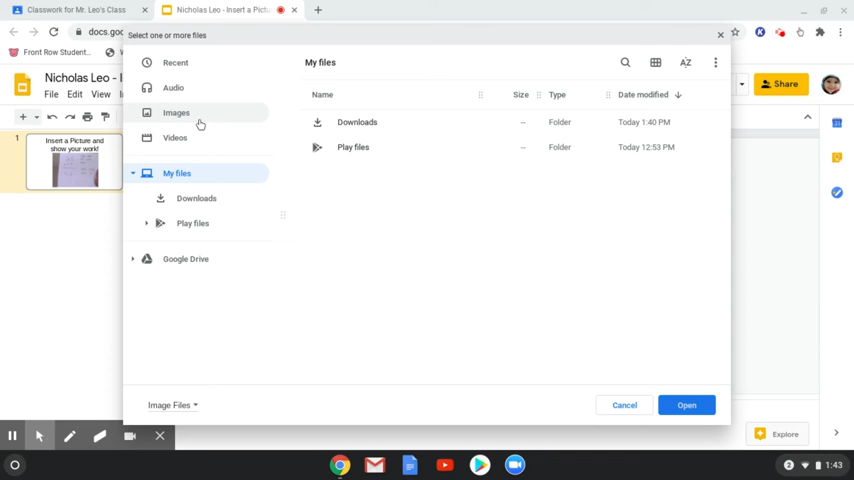 Classwork for Mr. Leo's Class
Nicholas Leo - Insert a Pictu
docs.goo
Front Row Student...
Select one or more files
Nicholas Leo - I
File Edit View
Share
Recent
Audio
Images
Videos
My files
Downloads
Play files
Google Drive
My files
AZ
Name Size Type Date modified
Downloads -- Folder Today 1:40 PM
Play files -- Folder Today 12:53 PM
1
Insert a Picture and
show your work!
Image Files
Cancel
Open
Explore
2 1:43